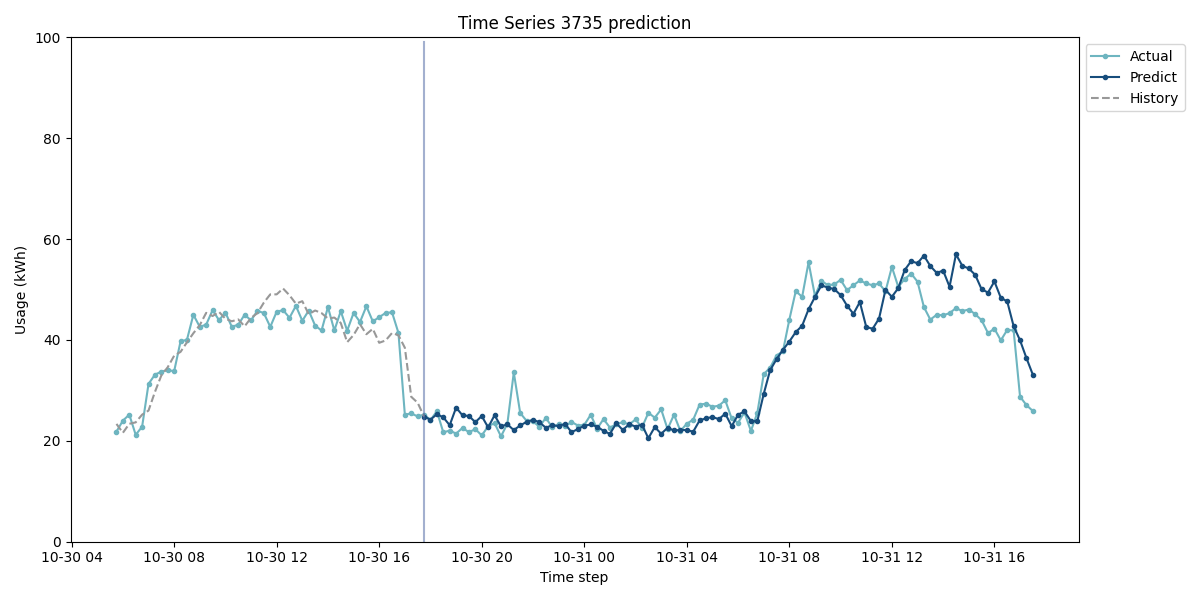 Time Series 3735 prediction
100
80
60
40
20
0
Usage (kWh)
10-30 04
10-30 08
10-30 12
10-30 16
10-30 20
10-31 00
10-31 04
10-31 08
10-31 12
10-31 16
Time step
Actual
Predict
History